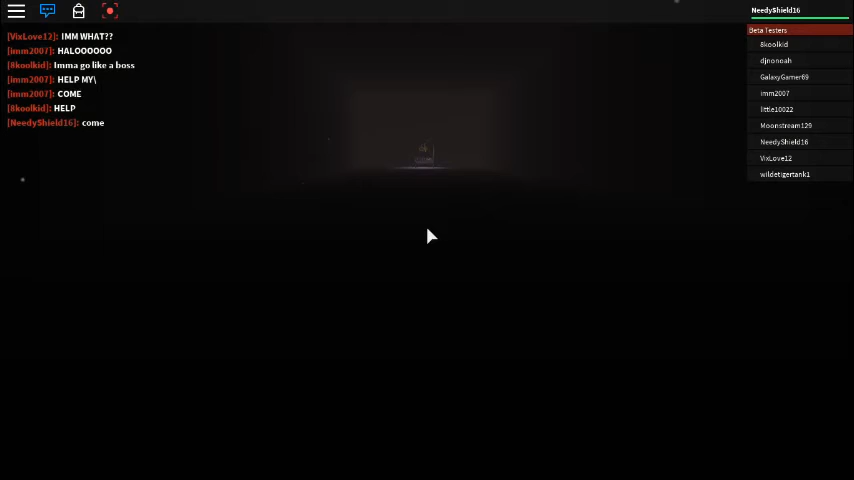 NeedyShield16
[VixLove12]: IMM WHAT??
[imm2007]: HALOOOOOO
[8koolkid]: Imma go like a boss
[imm2007]: HELP MY\
[imm2007]: COME
[8koolkid]: HELP
[NeedyShield16]: come
Beta Testers
8koolkid
djnonoah
GalaxyGamer69
imm2007
little10022
Moonstream129
NeedyShield16
VixLove12
wildetigertank1